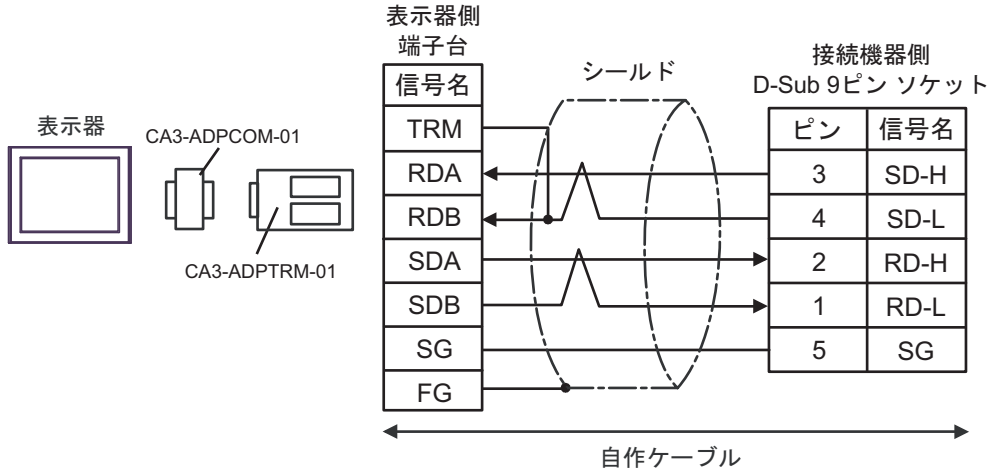 表示器
CA3-ADPCOM-01
CA3-ADPTRM-01
表示器側
端子台
信号名
TRM
RDA
RDB
SDA
SDB
SG
FG
シールド
接続機器側
D-Sub 9ピン ソケット
ピン 信号名
3 SD-H
4 SD-L
2 RD-H
1 RD-L
5 SG
自作ケーブル